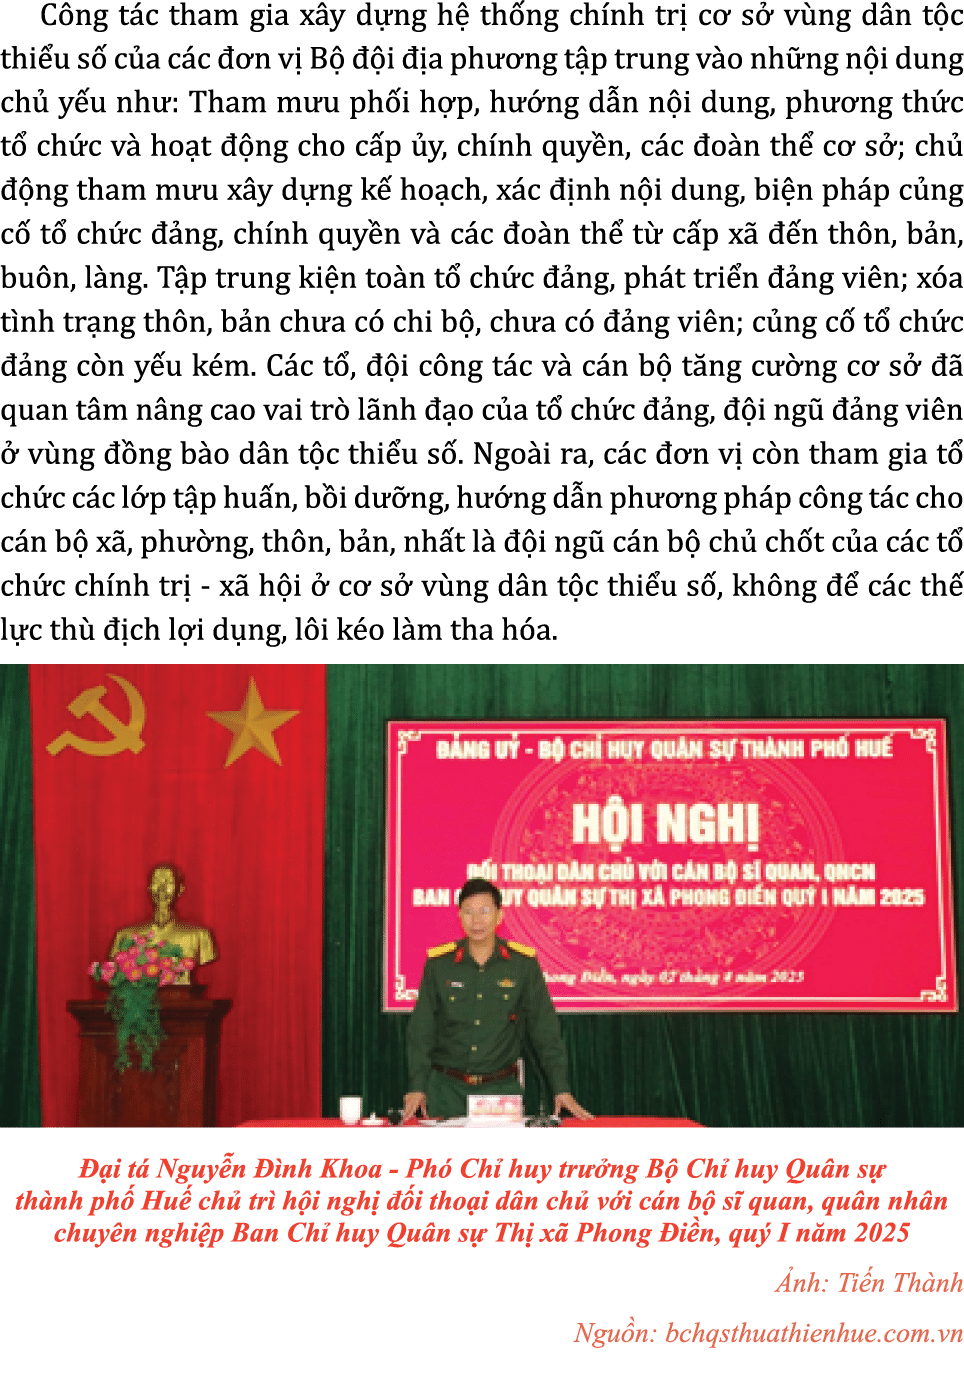 Công tác tham gia xây dựng hệ thống chính trị cơ sở vùng dân tộc
thiểu số của các đơn vị Bộ đội địa phương tập trung vào những nội dung
chủ yếu như: Tham mưu phối hợp, hướng dẫn nội dung, phương thức
tổ chức và hoạt động cho cấp ủy, chính quyền, các đoàn thể cơ sở; chủ
động tham mưu xây dựng kế hoạch, xác định nội dung, biện pháp củng
cố tổ chức đảng, chính quyền và các đoàn thể từ cấp xã đến thôn, bản,
buôn, làng. Tập trung kiện toàn tổ chức đảng, phát triển đảng viên; xóa
tình trạng thôn, bản chưa có chi bộ, chưa có đảng viên; củng cố tổ chức
đảng còn yếu kém. Các tổ, đội công tác và cán bộ tăng cường cơ sở đã
quan tâm nâng cao vai trò lãnh đạo của tổ chức đảng, đội ngũ đảng viên
ở vùng đồng bào dân tộc thiểu số. Ngoài ra, các đơn vị còn tham gia tổ
chức các lớp tập huấn, bồi dưỡng, hướng dẫn phương pháp công tác cho
cán bộ xã, phường, thôn, bản, nhất là đội ngũ cán bộ chủ chốt của các tổ
chức chính trị - xã hội ở cơ sở vùng dân tộc thiểu số, không để các thế
lực thù địch lợi dụng, lôi kéo làm tha hóa.
ĐẢNG UỶ - BỘ CHỈ HUY QUÂN SỰ THÀNH PHỐ HUẾ
HỘI NGHỊ
ĐỐI THOẠI DÂN CHỦ VỚI CÁN BỘ SĨ QUAN, QNCN
BAN HUY QUÂN SỰ THỊ XÃ PHONG ĐIỀN QUÝ I NĂM 2025
Phong Điền, ngày 02 tháng 4 năm 2025
Đại tá Nguyễn Đình Khoa - Phó Chỉ huy trưởng Bộ Chỉ huy Quân sự
thành phố Huế chủ trì hội nghị đối thoại dân chủ với cán bộ sĩ quan, quân nhân
chuyên nghiệp Ban Chỉ huy Quân sự Thị xã Phong Điền, quý I năm 2025
Ảnh: Tiến Thành
Nguồn: bchqsthuathienhue.com.vn